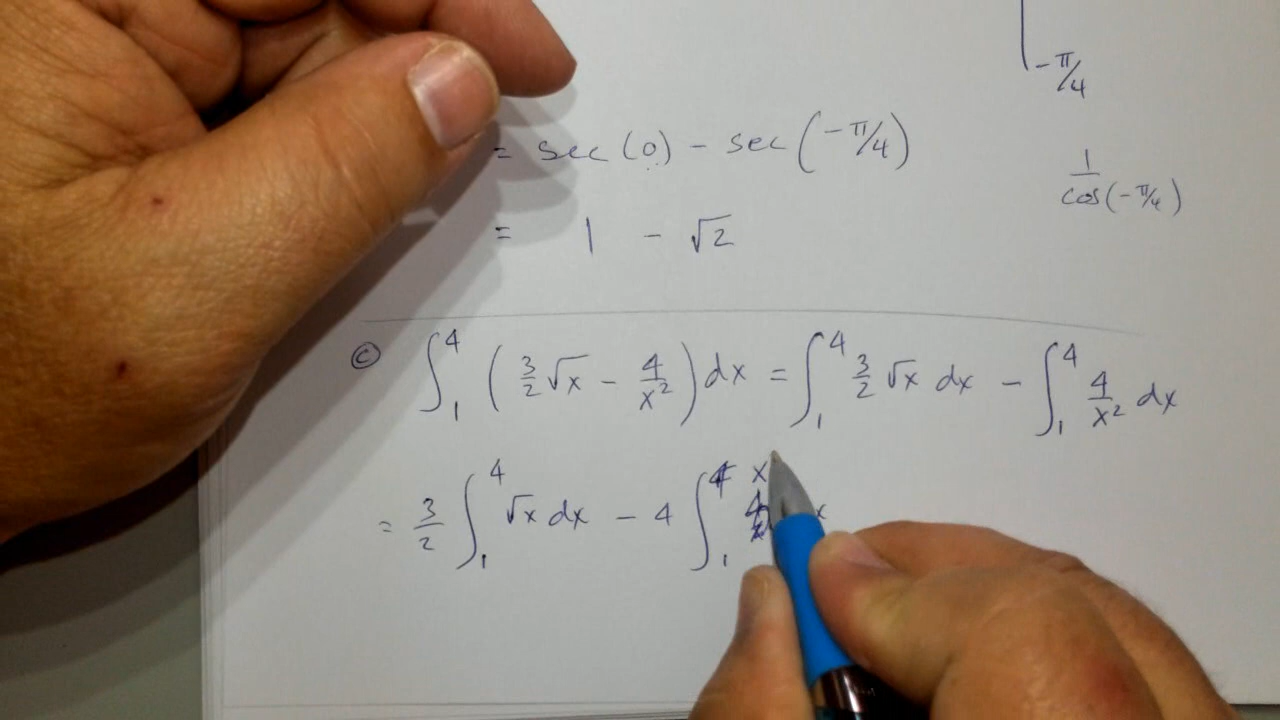 -π/4
= sec(0) - sec(-π/4)
1/cos(-π/4)
= 1 - √2
ⓒ ∫₁⁴ (3/2 √x - 4/x²) dx = ∫₁⁴ 3/2 √x dx - ∫₁⁴ 4/x² dx
= 3/2 ∫₁⁴ √x dx - 4 ∫₁⁴ x